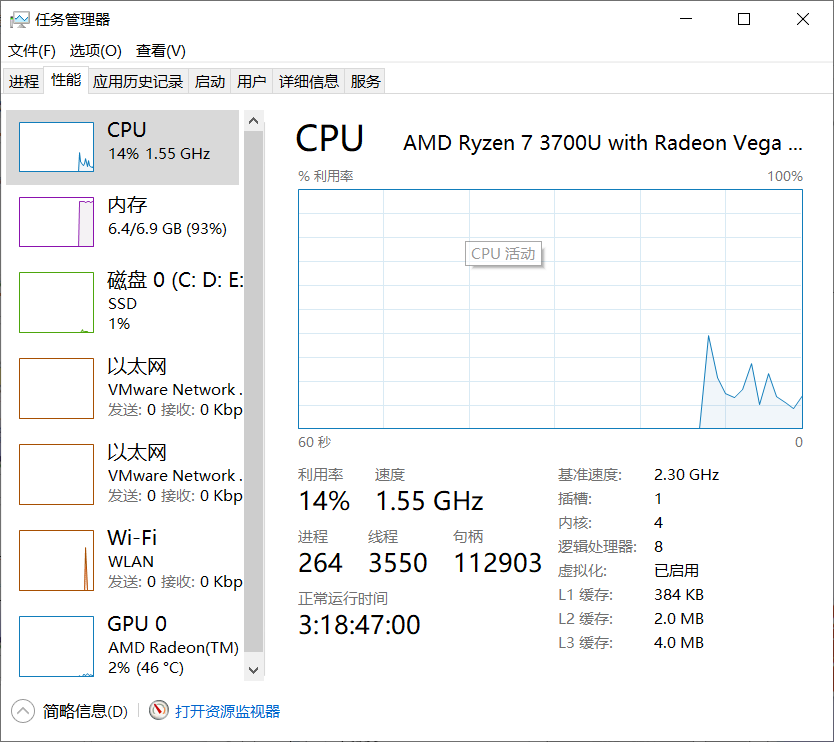 任务管理器
文件(F) 选项(O) 查看(V)
进程 性能 应用历史记录 启动 用户 详细信息 服务
CPU
14% 1.55 GHz
内存
6.4/6.9 GB (93%)
磁盘 0 (C: D: E:
SSD
1%
以太网
VMware Network .
发送: 0 接收: 0 Kbp
以太网
VMware Network .
发送: 0 接收: 0 Kbp
Wi-Fi
WLAN
发送: 0 接收: 0 Kbp
GPU 0
AMD Radeon(TM)
2% (46 °C)
CPU AMD Ryzen 7 3700U with Radeon Vega ...
% 利用率 100%
CPU 活动
60 秒 0
利用率 速度
14% 1.55 GHz
进程 线程 句柄
264 3550 112903
正常运行时间
3:18:47:00
基准速度: 2.30 GHz
插槽: 1
内核: 4
逻辑处理器: 8
虚拟化: 已启用
L1 缓存: 384 KB
L2 缓存: 2.0 MB
L3 缓存: 4.0 MB
简略信息(D) 打开资源监视器